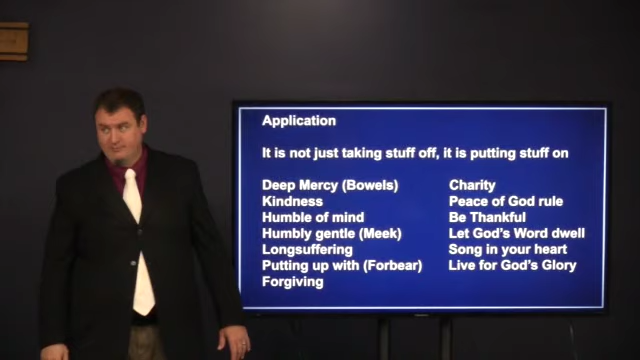 Application
It is not just taking stuff off, it is putting stuff on
Deep Mercy (Bowels)
Kindness
Humble of mind
Humbly gentle (Meek)
Longsuffering
Putting up with (Forbear)
Forgiving
Charity
Peace of God rule
Be Thankful
Let God's Word dwell
Song in your heart
Live for God's Glory